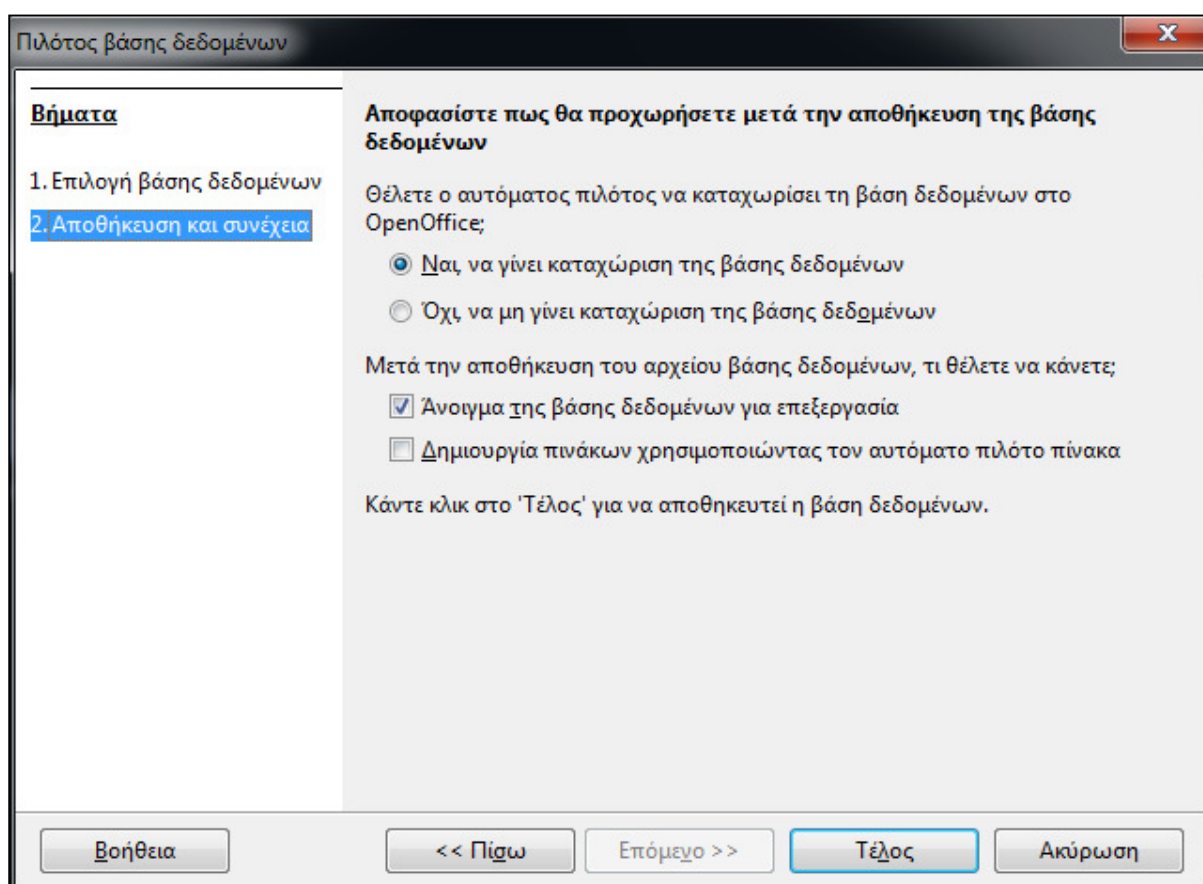 Πιλότος βάσης δεδομένων
Βήματα
1. Επιλογή βάσης δεδομένων
2. Αποθήκευση και συνέχεια
Αποφασίστε πως θα προχωρήσετε μετά την αποθήκευση της βάσης
δεδομένων
Θέλετε ο αυτόματος πιλότος να καταχωρίσει τη βάση δεδομένων στο
OpenOffice;
Ναι, να γίνει καταχώριση της βάσης δεδομένων
Όχι, να μη γίνει καταχώριση της βάσης δεδομένων
Μετά την αποθήκευση του αρχείου βάσης δεδομένων, τι θέλετε να κάνετε;
Άνοιγμα της βάσης δεδομένων για επεξεργασία
Δημιουργία πινάκων χρησιμοποιώντας τον αυτόματο πιλότο πίνακα
Κάντε κλικ στο 'Τέλος' για να αποθηκευτεί η βάση δεδομένων.
Βοήθεια
<< Πίσω
Επόμενο >>
Τέλος
Ακύρωση